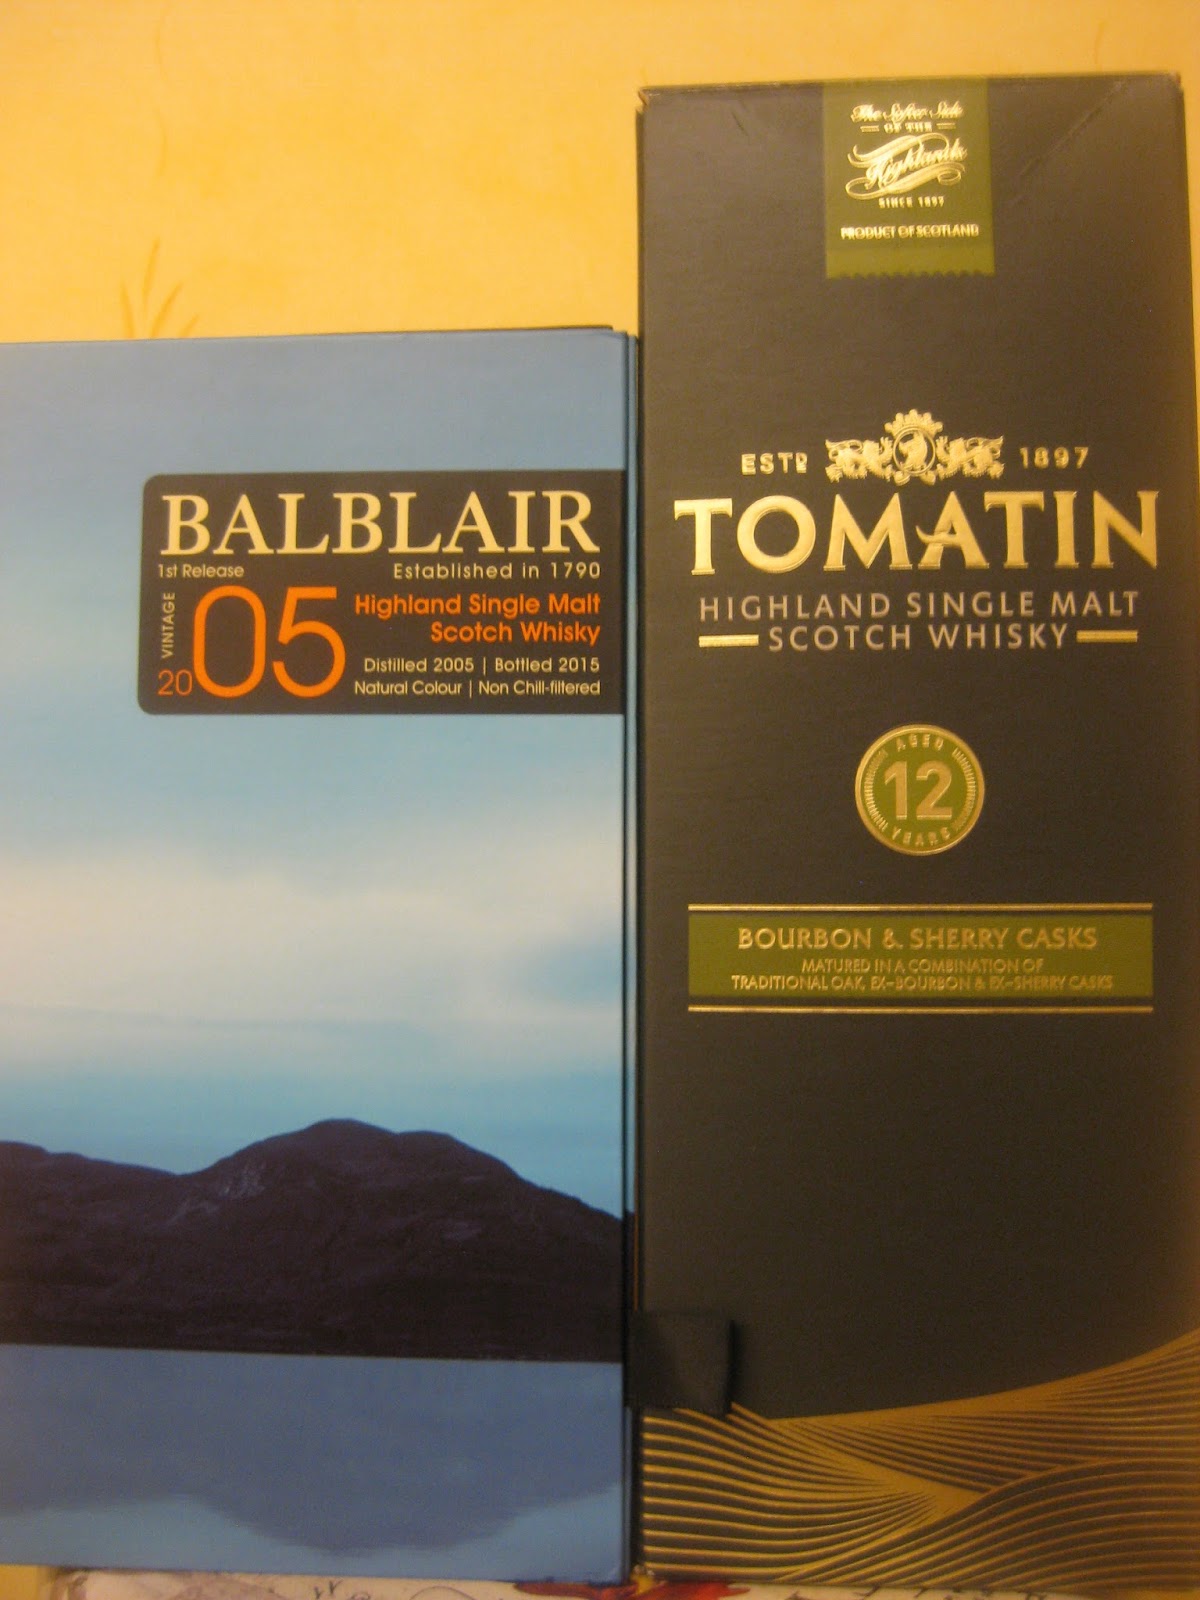 BALBLAIR
1st Release Established in 1790
VINTAGE
2005
Highland Single Malt
Scotch Whisky
Distilled 2005 | Bottled 2015
Natural Colour | Non Chill-filtered
The Softer Side
OF THE
Highlands
SINCE 1897
PRODUCT OF SCOTLAND
ESTD 1897
TOMATIN
HIGHLAND SINGLE MALT
SCOTCH WHISKY
AGED
12
YEARS
BOURBON & SHERRY CASKS
MATURED IN A COMBINATION OF
TRADITIONAL OAK, EX-BOURBON & EX-SHERRY CASKS